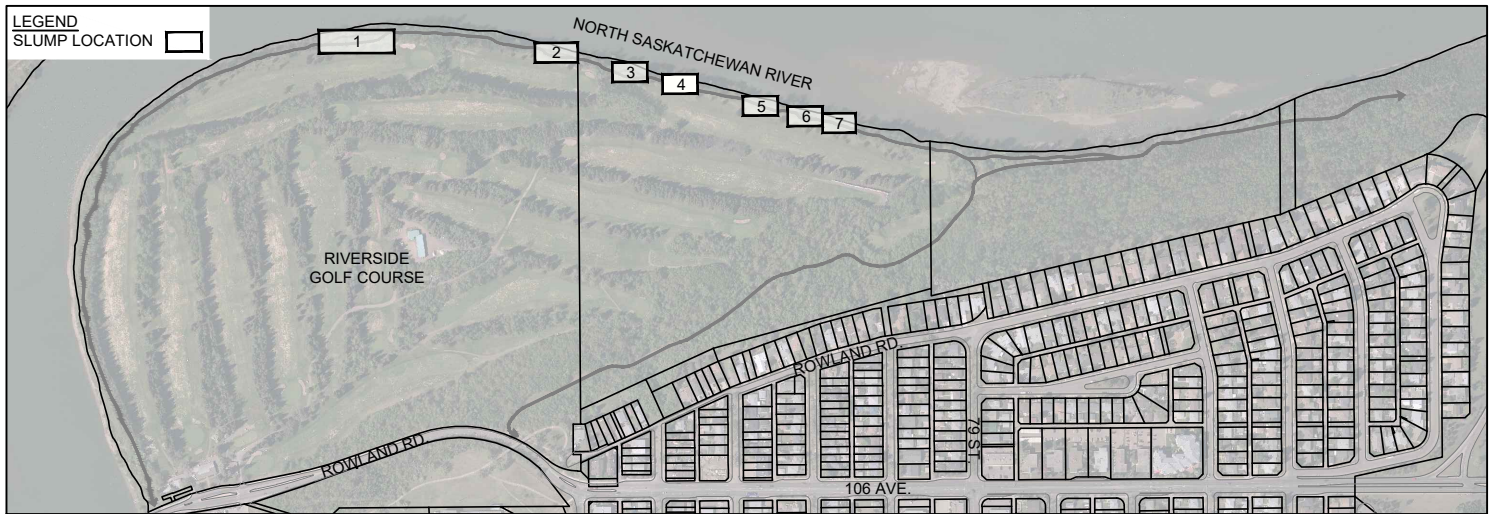 LEGEND
SLUMP LOCATION
NORTH SASKATCHEWAN RIVER
1
2
3
4
5
6
7
RIVERSIDE
GOLF COURSE
ROWLAND RD.
ROWLAND RD.
79 ST.
106 AVE.